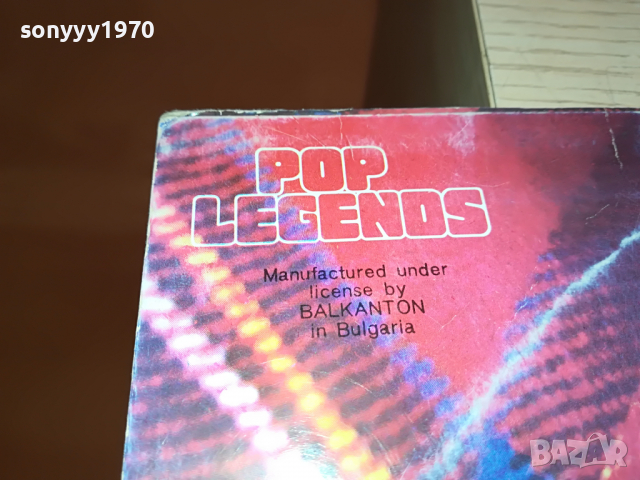 sonyyy1970
POP
LEGENDS
Manufactured under
license by
BALKANTON
in Bulgaria
BAZAR